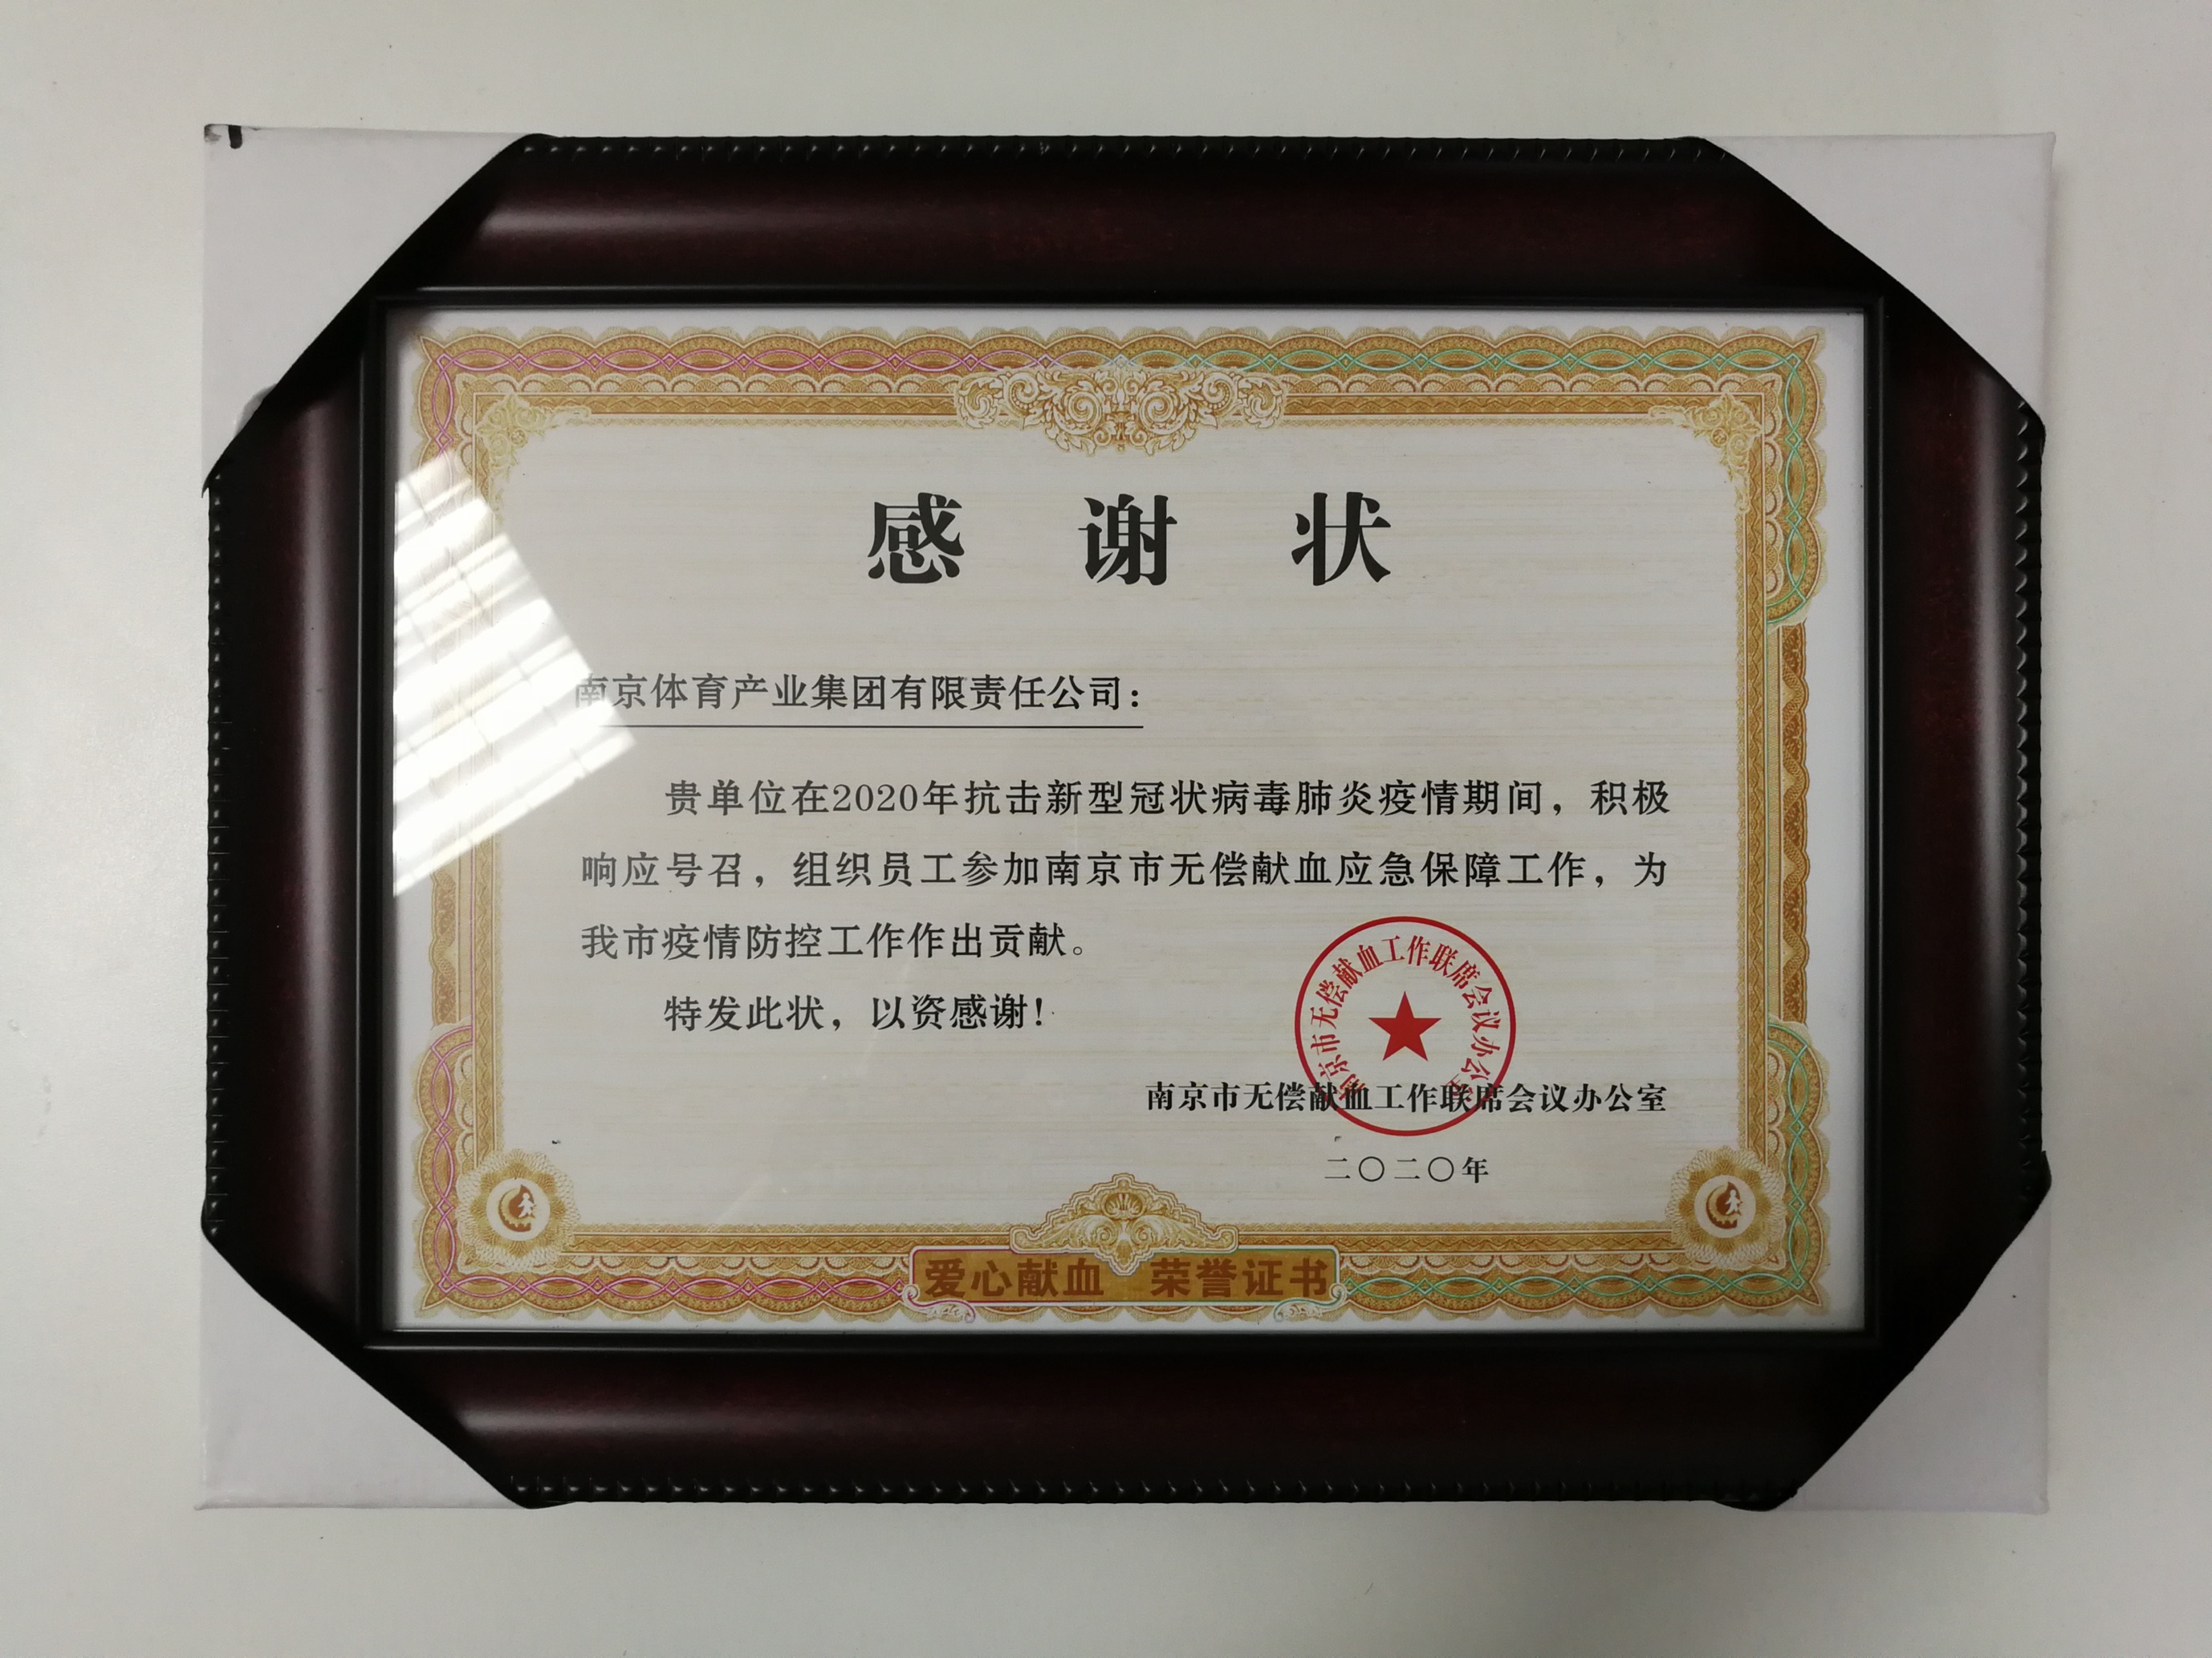 感谢状
南京体育产业集团有限责任公司：
贵单位在2020年抗击新型冠状病毒肺炎疫情期间，积极
响应号召，组织员工参加南京市无偿献血应急保障工作，为
我市疫情防控工作作出贡献。
特发此状，以资感谢！
南京市无偿献血工作联席会议办公室
南京市无偿献血工作联席会议办公室
二〇二〇年
爱心献血 荣誉证书